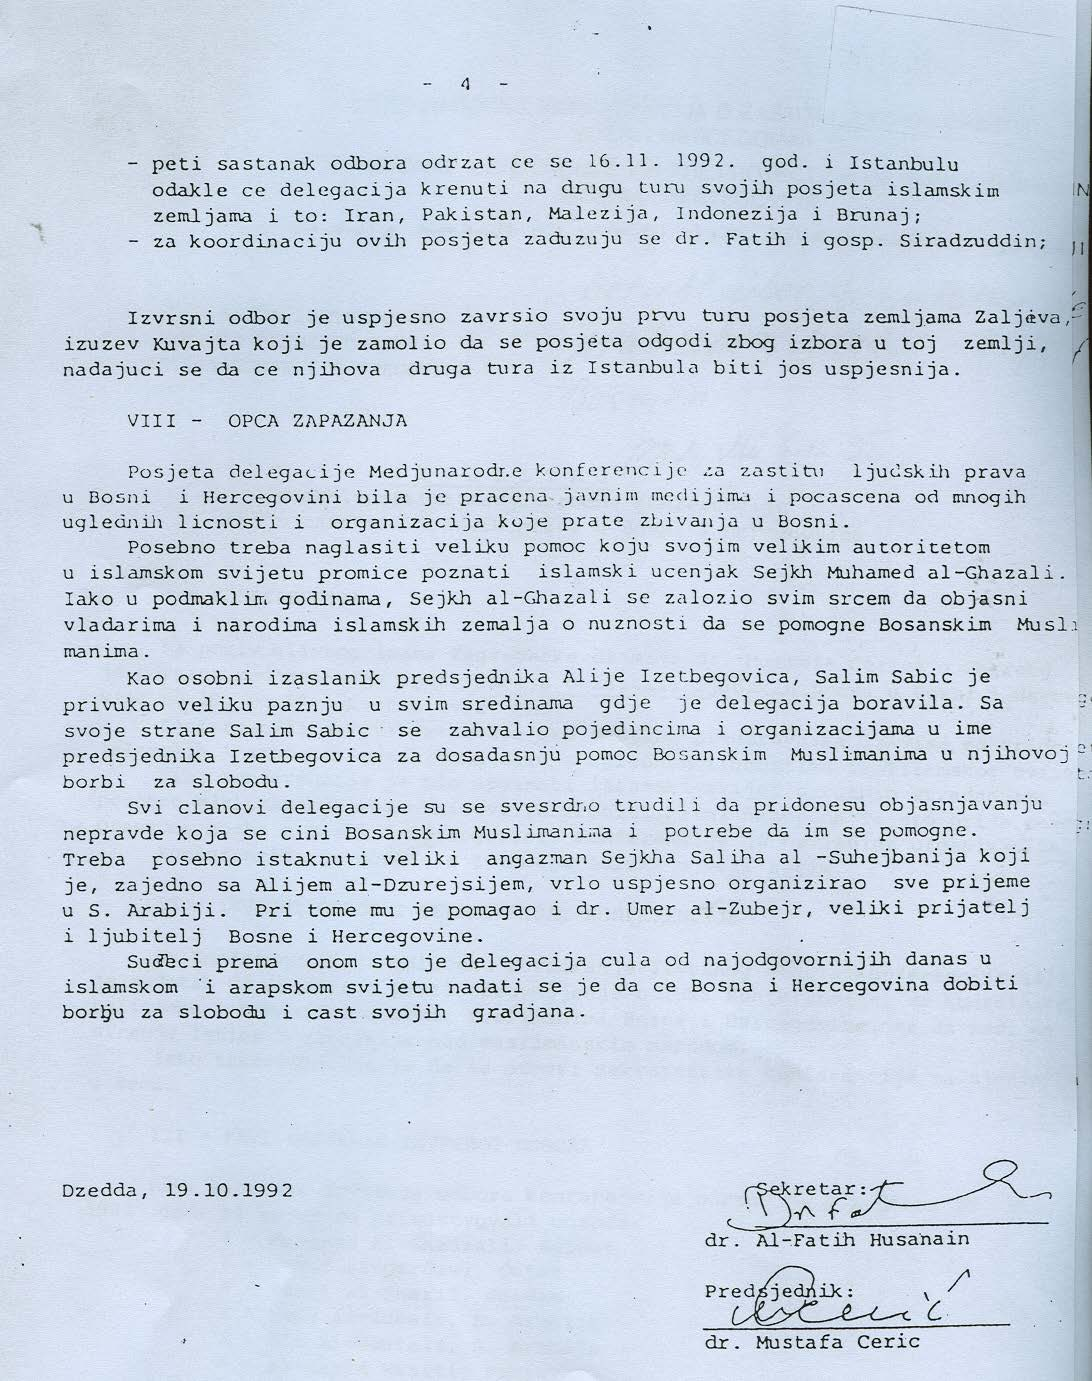 - 4 -
- peti sastanak odbora odrzat ce se 16.11. 1992. god. i Istanbulu
odakle ce delegacija krenuti na drugu turu svojih posjeta islamskim
zemljama i to: Iran, Pakistan, Malezija, Indonezija i Brunaj;
- za koordinaciju ovih posjeta zaduzuju se dr. Fatih i gosp. Siradzuddin;
Izvrsni odbor je uspjesno zavrsio svoju prvu turu posjeta zemljama Zaljeva,
izuzev Kuvajta koji je zamolio da se posjeta odgodi zbog izbora u toj zemlji,
nadajuci se da ce njihova druga tura iz Istanbula biti jos uspjesnija.
VIII - OPCA ZAPAZANJA
Posjeta delegacije Medjunarodne konferencije za zastitu ljudskih prava
u Bosni i Hercegovini bila je pracena javnim medijima i pocascena od mnogih
uglednih licnosti i organizacija koje prate zbivanja u Bosni.
Posebno treba naglasiti veliku pomoc koju svojim velikim autoritetom
u islamskom svijetu promice poznati islamski ucenjak Sejkh Muhamed al-Ghazali.
Iako u podmaklim godinama, Sejkh al-Ghazali se zalozio svim srcem da objasni
vladarima i narodima islamskih zemalja o nuznosti da se pomogne Bosanskim Musli
manima.
Kao osobni izaslanik predsjednika Alije Izetbegovica, Salim Sabic je
privukao veliku paznju u svim sredinama gdje je delegacija boravila. Sa
svoje strane Salim Sabic se zahvalio pojedincima i organizacijama u ime
predsjednika Izetbegovica za dosadasnju pomoc Bosanskim Muslimanima u njihovoj
borbi za slobodu.
Svi clanovi delegacije su se svesrdno trudili da pridonesu objasnjavanju
nepravde koja se cini Bosanskim Muslimanima i potrebe da im se pomogne.
Treba posebno istaknuti veliki angazman Sejkha Saliha al -Suhejbanija koji
je, zajedno sa Alijem al-Dzurejsijem, vrlo uspjesno organizirao sve prijeme
u S. Arabiji. Pri tome mu je pomagao i dr. Umer al-Zubejr, veliki prijatelj
i ljubitelj Bosne i Hercegovine.
Sudeci prema onom sto je delegacija cula od najodgovornijih danas u
islamskom i arapskom svijetu nadati se je da ce Bosna i Hercegovina dobiti
borbu za slobodu i cast svojih gradjana.
Dzedda, 19.10.1992
Sekretar:
dr. Al-Fatih Husanain
Predsjednik:
dr. Mustafa Ceric